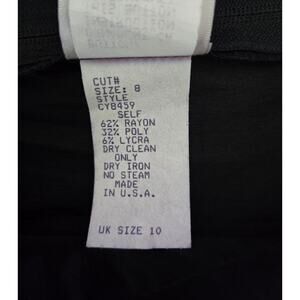 CUT#
SIZE: 8
STYLE
CY8459
SELF
62% RAYON
32% POLY
6% LYCRA
DRY CLEAN
ONLY
DRY IRON
NO STEAM
MADE
IN U.S.A.
UK SIZE 10